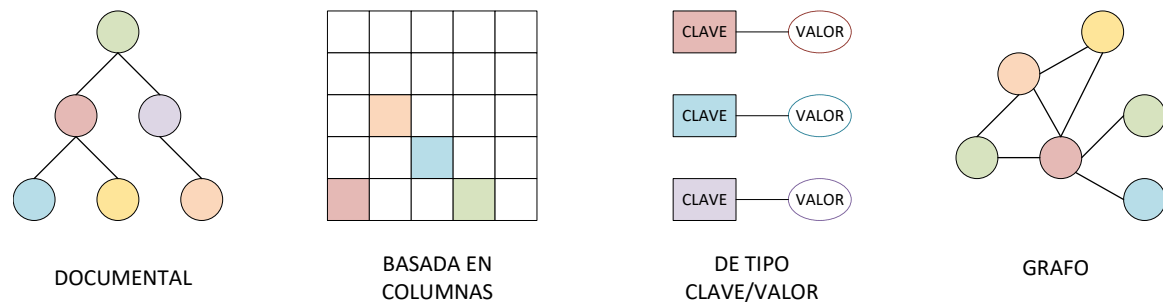 CLAVE VALOR
CLAVE VALOR
CLAVE VALOR
DOCUMENTAL
BASADA EN
COLUMNAS
DE TIPO
CLAVE/VALOR
GRAFO